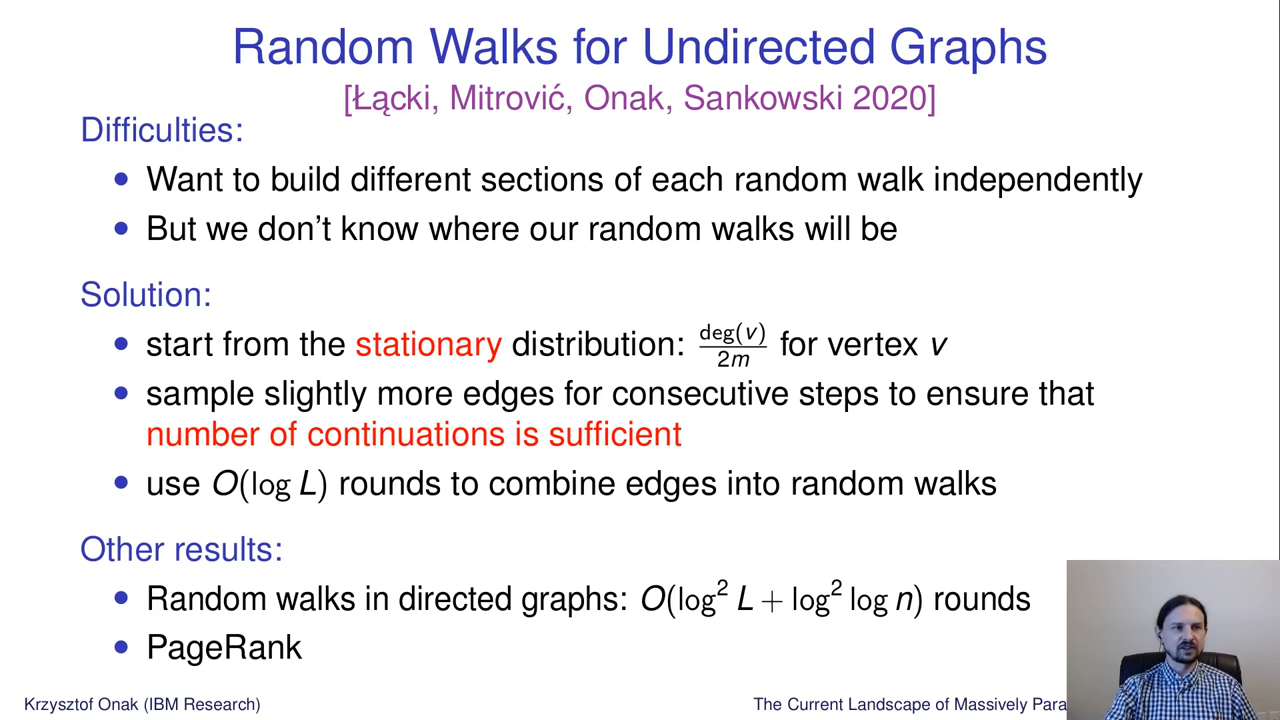 Random Walks for Undirected Graphs
[Łącki, Mitrović, Onak, Sankowski 2020]
Difficulties:
• Want to build different sections of each random walk independently
• But we don't know where our random walks will be
Solution:
• start from the stationary distribution: deg(v)/2m for vertex v
• sample slightly more edges for consecutive steps to ensure that
number of continuations is sufficient
• use O(log L) rounds to combine edges into random walks
Other results:
• Random walks in directed graphs: O(log² L + log² log n) rounds
• PageRank
Krzysztof Onak (IBM Research)
The Current Landscape of Massively Para